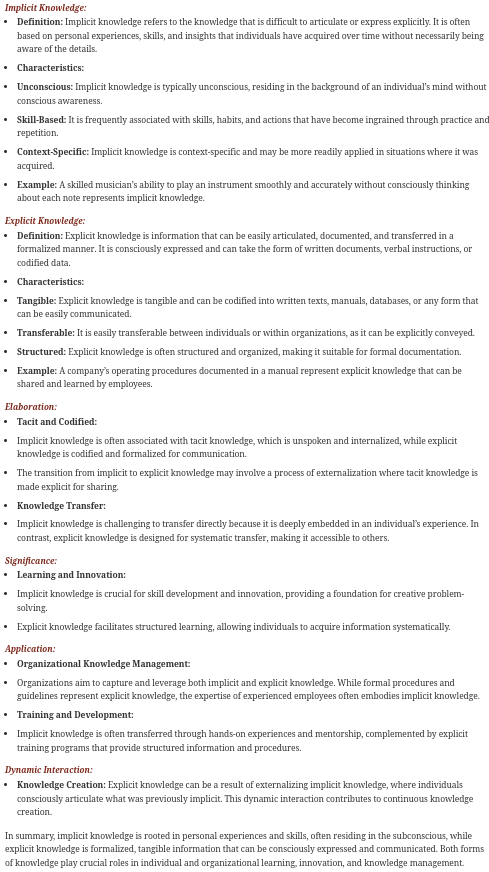 Implicit Knowledge:
• Definition: Implicit knowledge refers to the knowledge that is difficult to articulate or express explicitly. It is often
based on personal experiences, skills, and insights that individuals have acquired over time without necessarily being
aware of the details.
• Characteristics:
• Unconscious: Implicit knowledge is typically unconscious, residing in the background of an individual's mind without
conscious awareness.
• Skill-Based: It is frequently associated with skills, habits, and actions that have become ingrained through practice and
repetition.
• Context-Specific: Implicit knowledge is context-specific and may be more readily applied in situations where it was
acquired.
• Example: A skilled musician's ability to play an instrument smoothly and accurately without consciously thinking
about each note represents implicit knowledge.
Explicit Knowledge:
• Definition: Explicit knowledge is information that can be easily articulated, documented, and transferred in a
formalized manner. It is consciously expressed and can take the form of written documents, verbal instructions, or
codified data.
• Characteristics:
• Tangible: Explicit knowledge is tangible and can be codified into written texts, manuals, databases, or any form that
can be easily communicated.
• Transferable: It is easily transferable between individuals or within organizations, as it can be explicitly conveyed.
• Structured: Explicit knowledge is often structured and organized, making it suitable for formal documentation.
• Example: A company's operating procedures documented in a manual represent explicit knowledge that can be
shared and learned by employees.
Elaboration:
• Tacit and Codified:
• Implicit knowledge is often associated with tacit knowledge, which is unspoken and internalized, while explicit
knowledge is codified and formalized for communication.
• The transition from implicit to explicit knowledge may involve a process of externalization where tacit knowledge is
made explicit for sharing.
• Knowledge Transfer:
• Implicit knowledge is challenging to transfer directly because it is deeply embedded in an individual's experience. In
contrast, explicit knowledge is designed for systematic transfer, making it accessible to others.
Significance:
• Learning and Innovation:
• Implicit knowledge is crucial for skill development and innovation, providing a foundation for creative problem-
solving.
• Explicit knowledge facilitates structured learning, allowing individuals to acquire information systematically.
Application:
• Organizational Knowledge Management:
• Organizations aim to capture and leverage both implicit and explicit knowledge. While formal procedures and
guidelines represent explicit knowledge, the expertise of experienced employees often embodies implicit knowledge.
• Training and Development:
• Implicit knowledge is often transferred through hands-on experiences and mentorship, complemented by explicit
training programs that provide structured information and procedures.
Dynamic Interaction:
• Knowledge Creation: Explicit knowledge can be a result of externalizing implicit knowledge, where individuals
consciously articulate what was previously implicit. This dynamic interaction contributes to continuous knowledge
creation.
In summary, implicit knowledge is rooted in personal experiences and skills, often residing in the subconscious, while
explicit knowledge is formalized, tangible information that can be consciously expressed and communicated. Both forms
of knowledge play crucial roles in individual and organizational learning, innovation, and knowledge management.